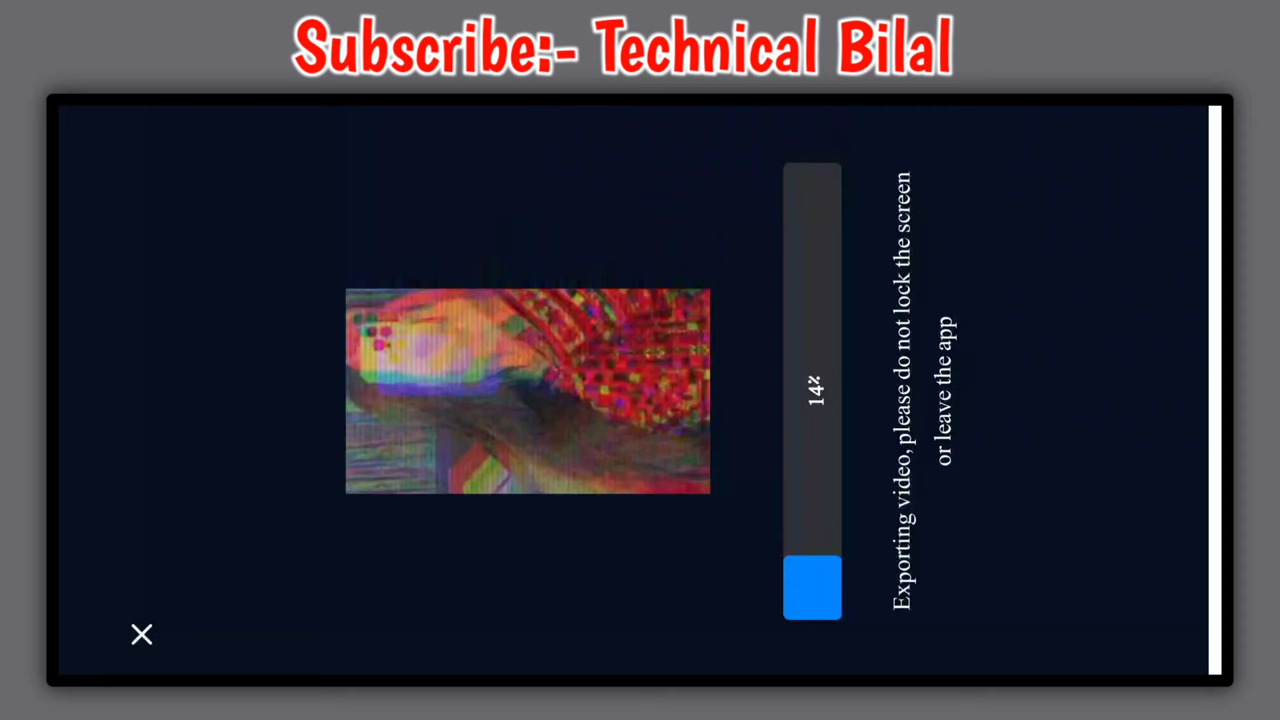 Subscribe:- Technical Bilal
14%
Exporting video, please do not lock the screen
or leave the app